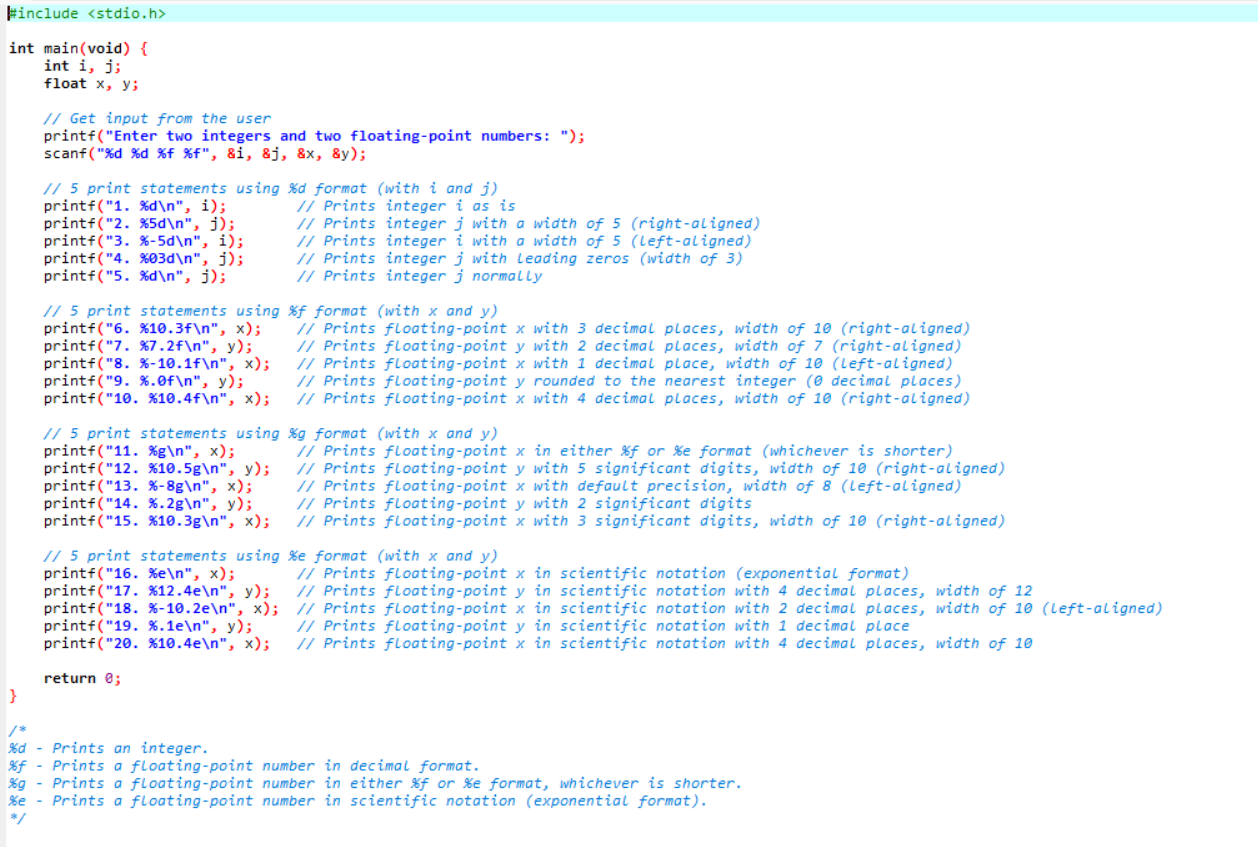 #include <stdio.h>

int main(void) {
    int i, j;
    float x, y;

    // Get input from the user
    printf("Enter two integers and two floating-point numbers: ");
    scanf("%d %d %f %f", &i, &j, &x, &y);

    // 5 print statements using %d format (with i and j)
    printf("1. %d\n", i);        // Prints integer i as is
    printf("2. %5d\n", j);       // Prints integer j with a width of 5 (right-aligned)
    printf("3. %-5d\n", i);      // Prints integer i with a width of 5 (left-aligned)
    printf("4. %03d\n", j);      // Prints integer j with leading zeros (width of 3)
    printf("5. %d\n", j);        // Prints integer j normally

    // 5 print statements using %f format (with x and y)
    printf("6. %10.3f\n", x);    // Prints floating-point x with 3 decimal places, width of 10 (right-aligned)
    printf("7. %7.2f\n", y);     // Prints floating-point y with 2 decimal places, width of 7 (right-aligned)
    printf("8. %-10.1f\n", x);   // Prints floating-point x with 1 decimal place, width of 10 (left-aligned)
    printf("9. %.0f\n", y);      // Prints floating-point y rounded to the nearest integer (0 decimal places)
    printf("10. %10.4f\n", x);   // Prints floating-point x with 4 decimal places, width of 10 (right-aligned)

    // 5 print statements using %g format (with x and y)
    printf("11. %g\n", x);       // Prints floating-point x in either %f or %e format (whichever is shorter)
    printf("12. %10.5g\n", y);   // Prints floating-point y with 5 significant digits, width of 10 (right-aligned)
    printf("13. %-8g\n", x);     // Prints floating-point x with default precision, width of 8 (left-aligned)
    printf("14. %.2g\n", y);     // Prints floating-point y with 2 significant digits
    printf("15. %10.3g\n", x);   // Prints floating-point x with 3 significant digits, width of 10 (right-aligned)

    // 5 print statements using %e format (with x and y)
    printf("16. %e\n", x);       // Prints floating-point x in scientific notation (exponential format)
    printf("17. %12.4e\n", y);   // Prints floating-point y in scientific notation with 4 decimal places, width of 12
    printf("18. %-10.2e\n", x);  // Prints floating-point x in scientific notation with 2 decimal places, width of 10 (left-aligned)
    printf("19. %.1e\n", y);     // Prints floating-point y in scientific notation with 1 decimal place
    printf("20. %10.4e\n", x);   // Prints floating-point x in scientific notation with 4 decimal places, width of 10

    return 0;
}

/*
%d - Prints an integer.
%f - Prints a floating-point number in decimal format.
%g - Prints a floating-point number in either %f or %e format, whichever is shorter.
%e - Prints a floating-point number in scientific notation (exponential format).
*/